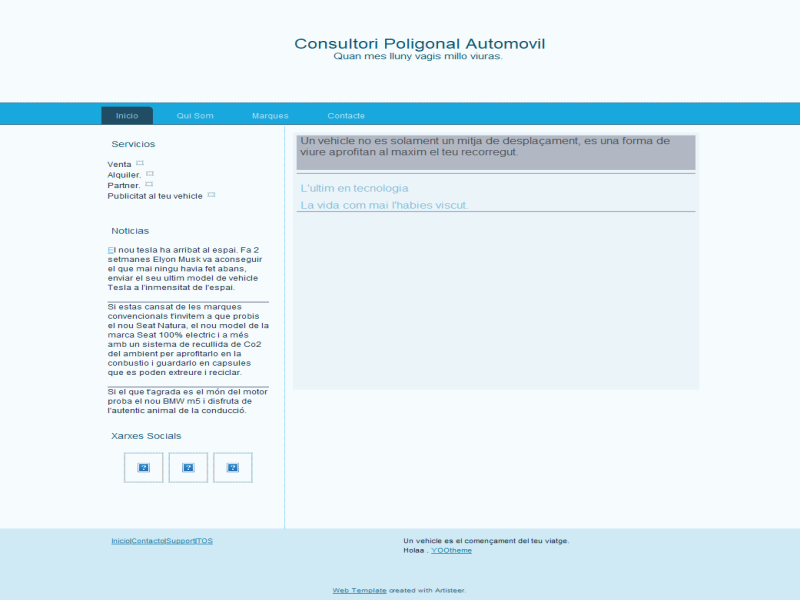 Consultori Poligonal Automovil
Quan mes lluny vagis millo viuras.
Inicio
Qui Som
Marques
Contacte
Servicios
Venta
Alquiler.
Partner.
Publicitat al teu vehicle
Noticias
El nou tesla ha arribat al espai. Fa 2
setmanes Elyon Musk va aconseguir
el que mai ningu havia fet abans,
enviar el seu ultim model de vehicle
Tesla a l'inmensitat de l'espai.
Si estas cansat de les marques
convencionals t'invitem a que probis
el nou Seat Natura, el nou model de la
marca Seat 100% electric i a més
amb un sistema de recullida de Co2
del ambient per aprofitarlo en la
conbustio i guardarlo en capsules
que es poden extreure i reciclar.
Si el que t'agrada es el món del motor
proba el nou BMW m5 i disfruta de
l'autentic animal de la conducció.
Xarxes Socials
Un vehicle no es solament un mitja de desplaçament, es una forma de
viure aprofitan al maxim el teu recorregut.
L'ultim en tecnologia
La vida com mai l'habies viscut.
Inicio|Contacto|Support|TOS
Un vehicle es el començament del teu viatge.
Holaa . YOOtheme
Web Template created with Artisteer.